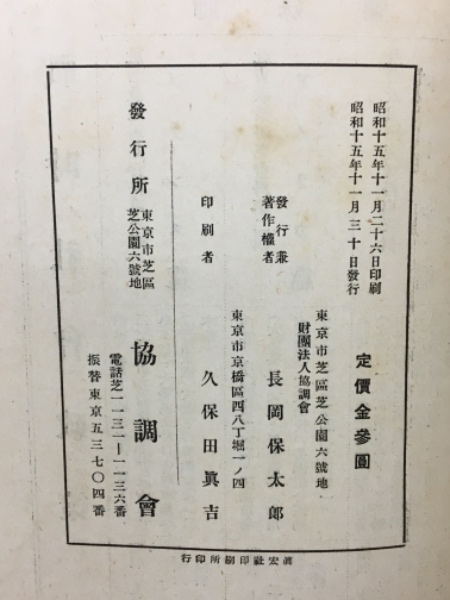 昭和十五年十一月二十六日印刷
昭和十五年十一月三十日發行
定價金參圓
東京市芝區芝公園六號地
財團法人協調會
發行兼
著作權者
長岡保太郎
東京市京橋區西八丁堀一ノ四
印刷者
久保田眞吉
發行所
東京市芝區
芝公園六號地
協調會
電話芝一一三一—一一三六番
振替東京五三七〇四番
眞宏社印刷所印行